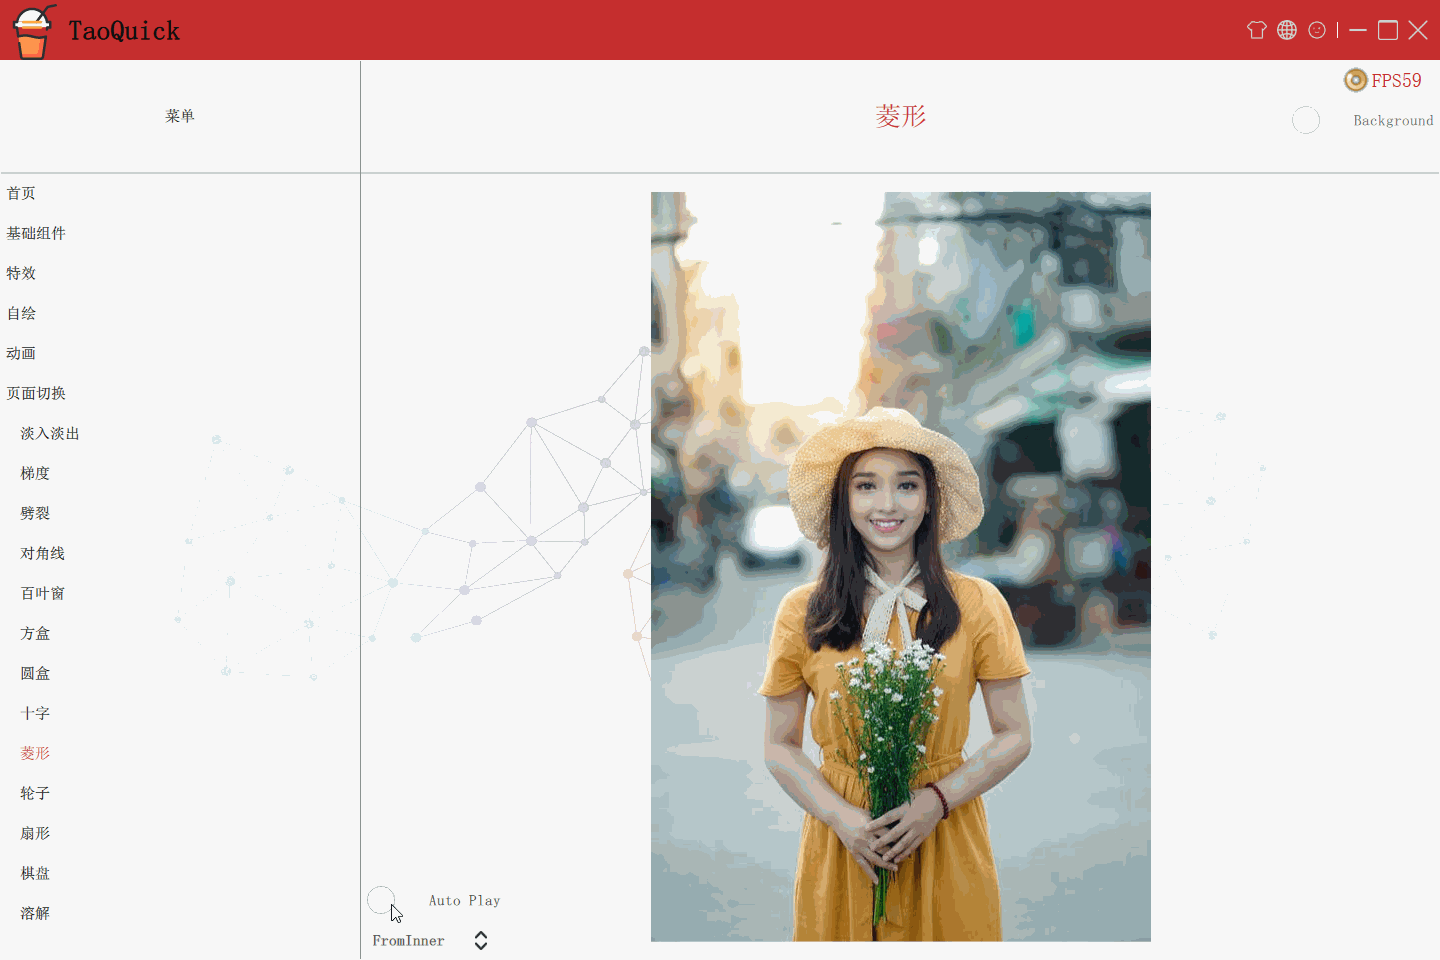 TaoQuick
FPS59
菜单
菱形
Background
首页
基础组件
特效
自绘
动画
页面切换
淡入淡出
梯度
劈裂
对角线
百叶窗
方盒
圆盒
十字
菱形
轮子
扇形
棋盘
溶解
Auto Play
FromInner